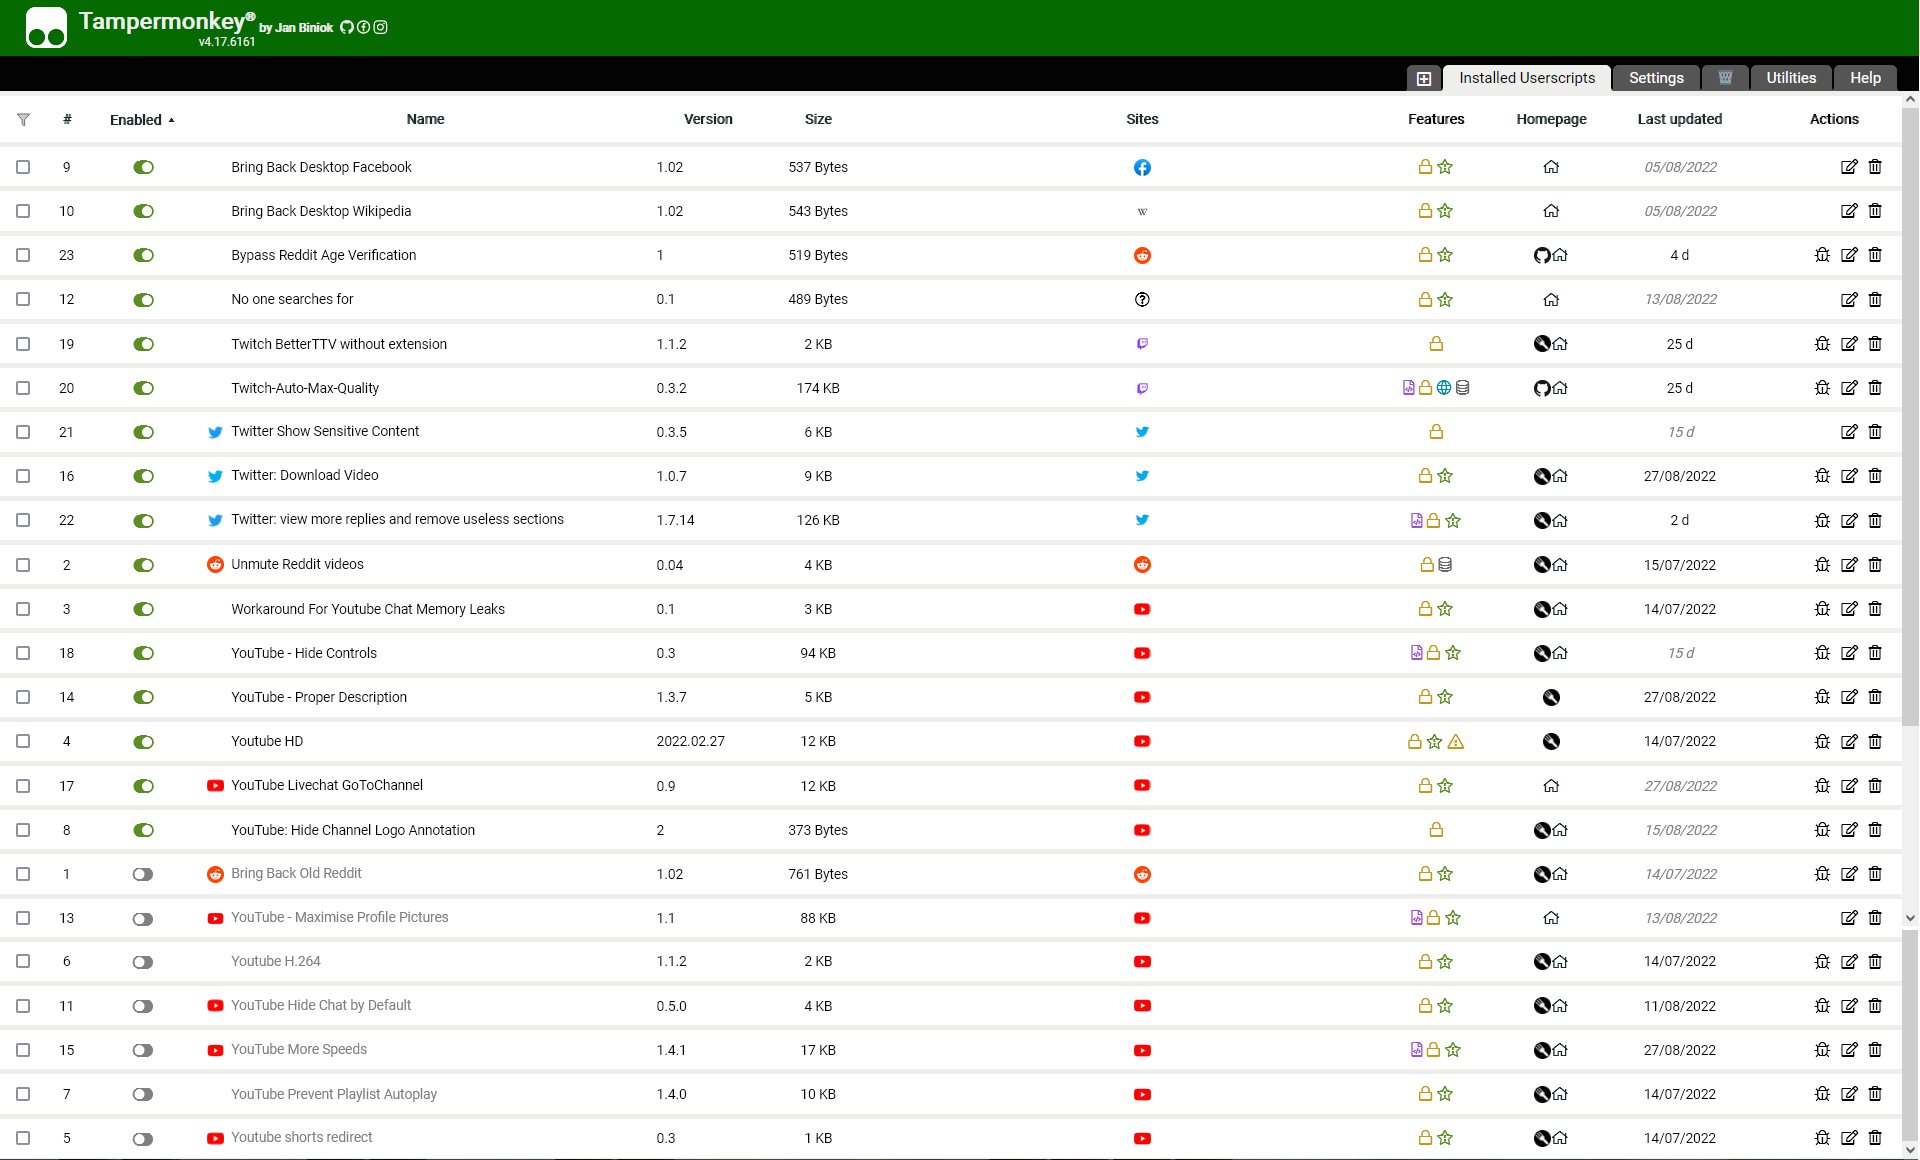 Tampermonkey® by Jan Biniok
v4.17.6161
Installed Userscripts Settings Utilities Help
# Enabled Name Version Size Sites Features Homepage Last updated Actions
9 Bring Back Desktop Facebook 1.02 537 Bytes 05/08/2022
10 Bring Back Desktop Wikipedia 1.02 543 Bytes W 05/08/2022
23 Bypass Reddit Age Verification 1 519 Bytes 4 d
12 No one searches for 0.1 489 Bytes 13/08/2022
19 Twitch BetterTTV without extension 1.1.2 2 KB 25 d
20 Twitch-Auto-Max-Quality 0.3.2 174 KB 25 d
21 Twitter Show Sensitive Content 0.3.5 6 KB 15 d
16 Twitter: Download Video 1.0.7 9 KB 27/08/2022
22 Twitter: view more replies and remove useless sections 1.7.14 126 KB 2 d
2 Unmute Reddit videos 0.04 4 KB 15/07/2022
3 Workaround For Youtube Chat Memory Leaks 0.1 3 KB 14/07/2022
18 YouTube - Hide Controls 0.3 94 KB 15 d
14 YouTube - Proper Description 1.3.7 5 KB 27/08/2022
4 Youtube HD 2022.02.27 12 KB 14/07/2022
17 YouTube Livechat GoToChannel 0.9 12 KB 27/08/2022
8 YouTube: Hide Channel Logo Annotation 2 373 Bytes 15/08/2022
1 Bring Back Old Reddit 1.02 761 Bytes 14/07/2022
13 YouTube - Maximise Profile Pictures 1.1 88 KB 13/08/2022
6 Youtube H.264 1.1.2 2 KB 14/07/2022
11 YouTube Hide Chat by Default 0.5.0 4 KB 11/08/2022
15 YouTube More Speeds 1.4.1 17 KB 27/08/2022
7 YouTube Prevent Playlist Autoplay 1.4.0 10 KB 14/07/2022
5 Youtube shorts redirect 0.3 1 KB 14/07/2022